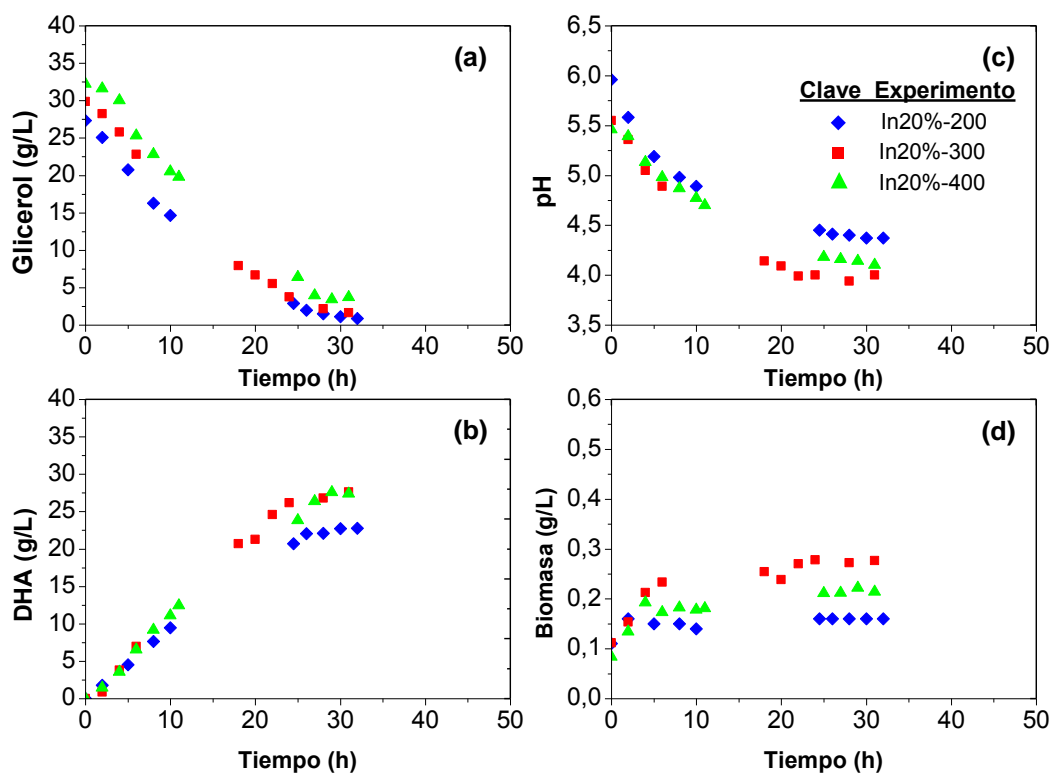 40
35
30
25
20
15
10
5
0
Glicerol (g/L)
(a)
0 10 20 30 40 50
Tiempo (h)
6,0
5,5
5,0
4,5
4,0
3,5
pH
(c)
Clave Experimento
In20%-200
In20%-300
In20%-400
0 10 20 30 40 50
Tiempo (h)
40
35
30
25
20
15
10
5
0
DHA (g/L)
(b)
0 10 20 30 40 50
Tiempo (h)
0,6
0,5
0,4
0,3
0,2
0,1
0,0
Biomasa (g/L)
(d)
0 10 20 30 40 50
Tiempo (h)